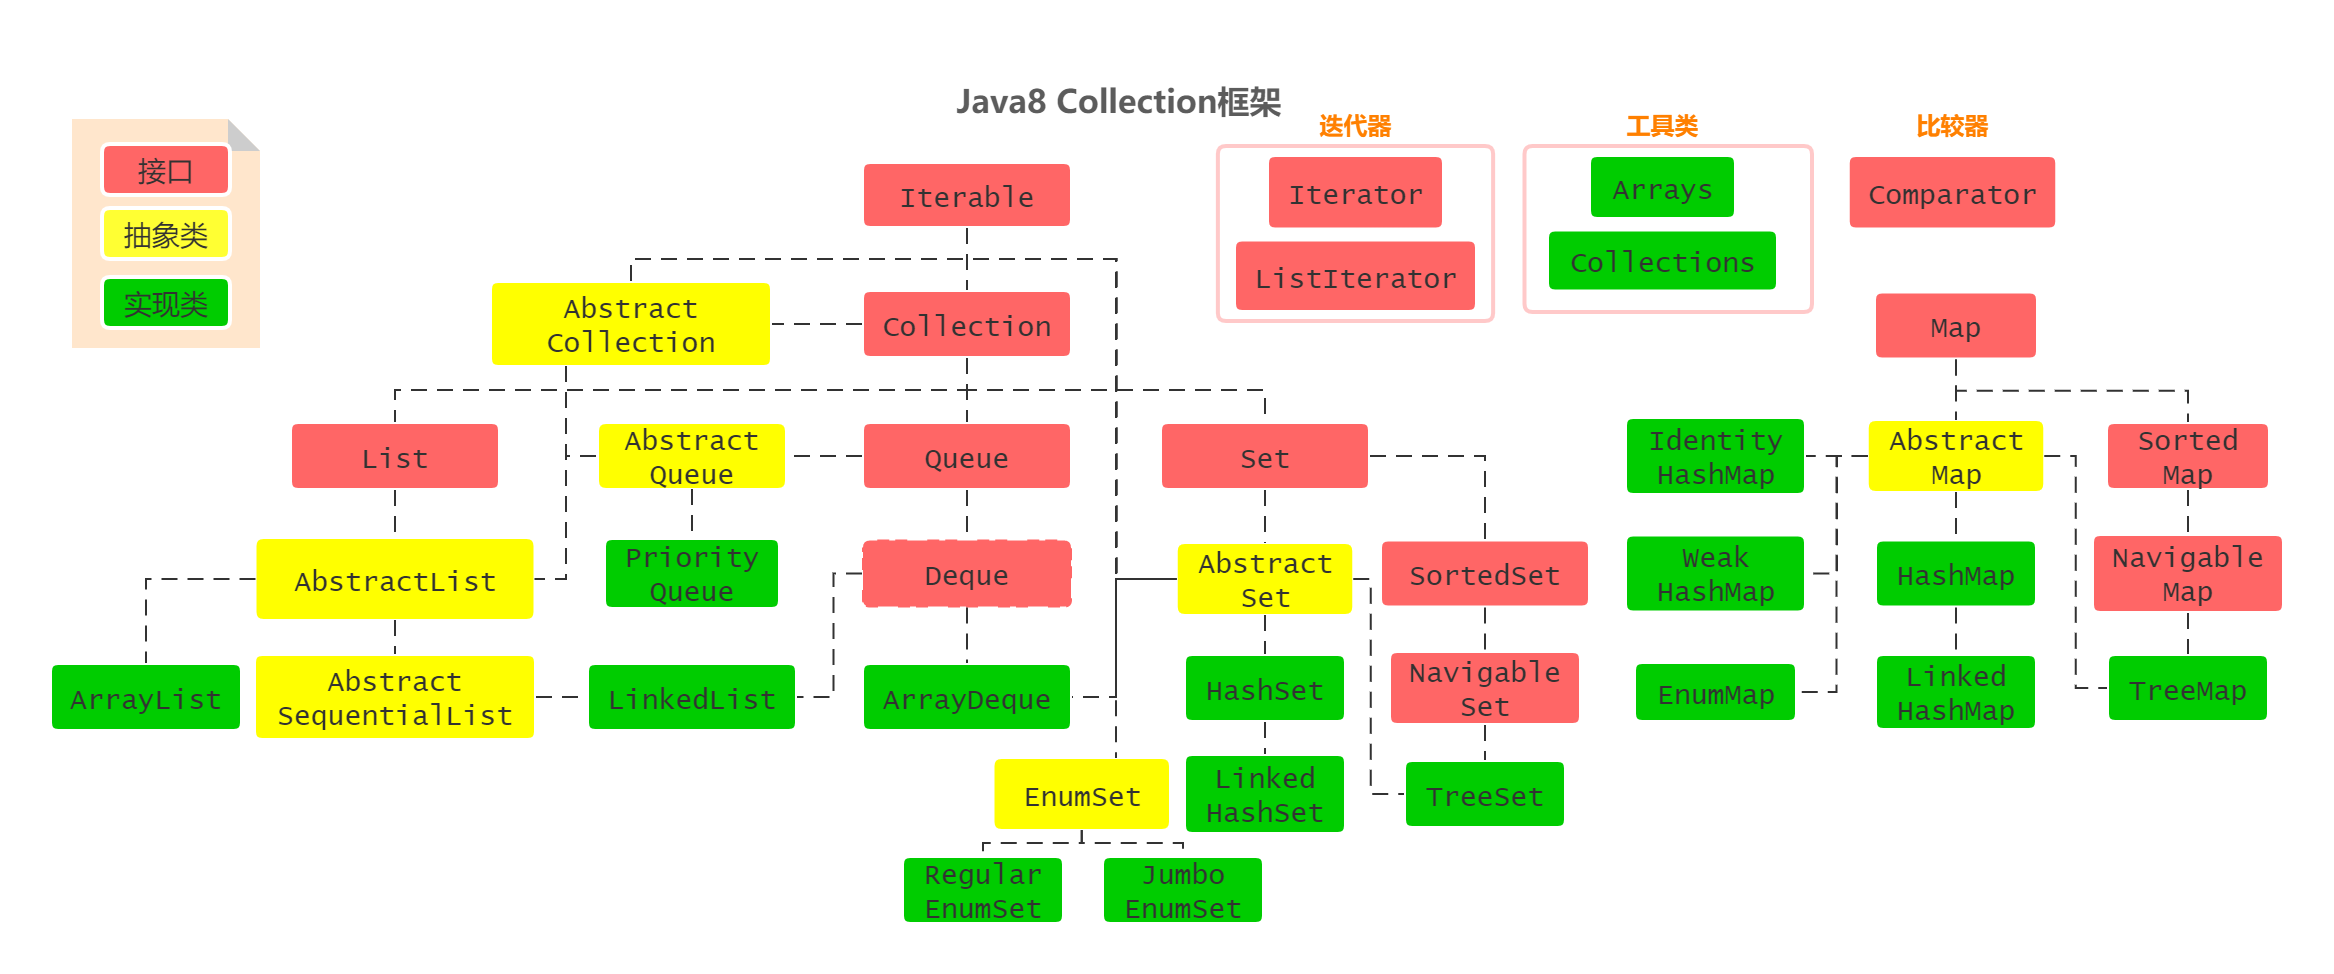 Java8 Collection框架
接口
抽象类
实现类
迭代器
工具类
比较器
Iterator
ListIterator
Arrays
Collections
Comparator
Iterable
Abstract
Collection
Collection
Map
List
Abstract
Queue
Queue
Set
Identity
HashMap
Abstract
Map
Sorted
Map
AbstractList
Priority
Queue
Deque
Abstract
Set
SortedSet
Weak
HashMap
HashMap
Navigable
Map
ArrayList
Abstract
SequentialList
LinkedList
ArrayDeque
HashSet
Navigable
Set
EnumMap
Linked
HashMap
TreeMap
EnumSet
Linked
HashSet
TreeSet
Regular
EnumSet
Jumbo
EnumSet